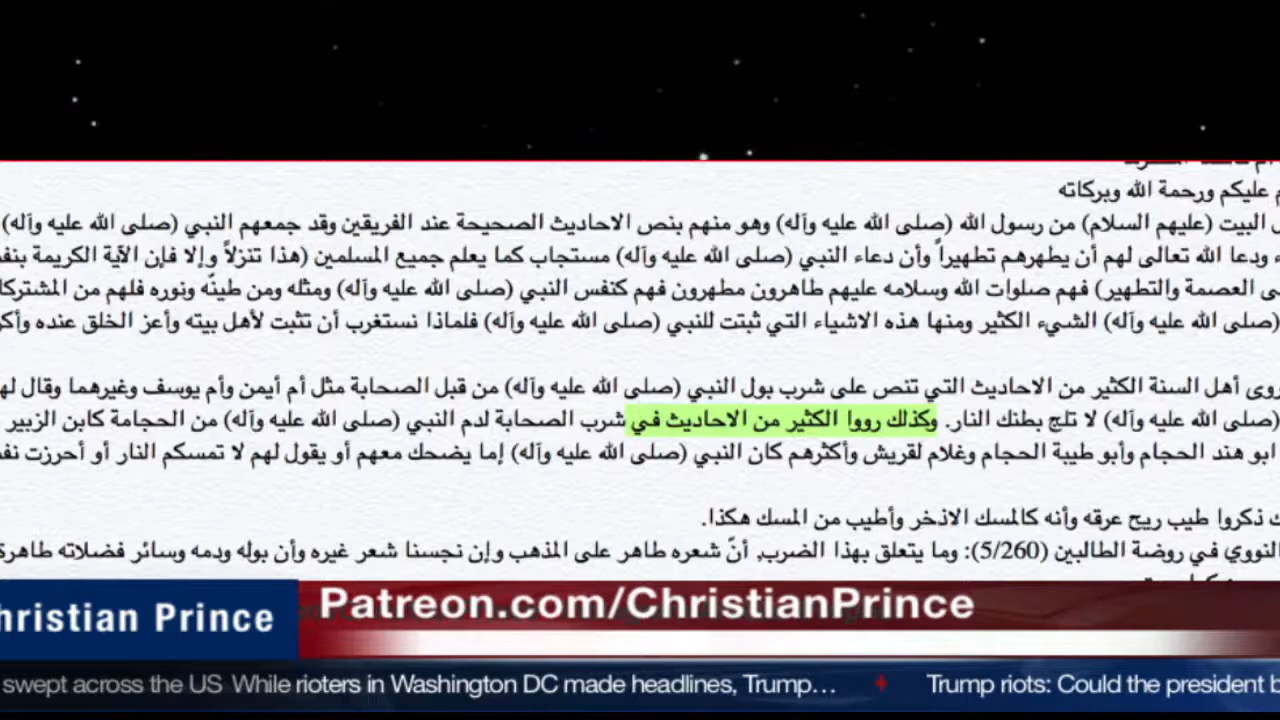 عليكم ورحمة الله وبركاته
البيت (عليهم السلام) من رسول الله (صلى الله عليه وآله) وهو منهم بنص الاحاديث الصحيحة عند الفريقين وقد جمعهم النبي (صلى الله عليه وآله)
ودعا الله تعالى لهم أن يطهرهم تطهيراً وأن دعاء النبي (صلى الله عليه وآله) مستجاب كما يعلم جميع المسلمين (هذا تنزلاً وإلا فإن الآية الكريمة
العصمة والتطهير) فهم صلوات الله وسلامه عليهم طاهرون مطهرون فهم كنفس النبي (صلى الله عليه وآله) ومثله ومن طينه ونوره فلهم من
(صلى الله عليه وآله) الشيء الكثير ومنها هذه الاشياء التي ثبتت للنبي (صلى الله عليه وآله) فلماذا نستغرب أن تثبت لأهل بيته وأعز الخلق عنده
أهل السنة الكثير من الاحاديث التي تنص على شرب بول النبي (صلى الله عليه وآله) من قبل الصحابة مثل أم أيمن وأم يوسف وغيرهما وقال
(صلى الله عليه وآله) لا تلج بطنك النار. وكذلك رووا الكثير من الاحاديث في شرب الصحابة لدم النبي (صلى الله عليه وآله) من الحجامة كابن الزبير
ابو هند الحجام وأبو طيبة الحجام وغلام لقريش وأكثرهم كان النبي (صلى الله عليه وآله) إما يضحك معهم أو يقول لهم لا تمسكم النار أو أحرزت
ذكروا طيب ريح عرقه وأنه كالمسك الاذخر وأطيب من المسك هكذا.
النووي في روضة الطالبين (5/260): وما يتعلق بهذا الضرب, أنّ شعره طاهر على المذهب وإن نجسنا شعر غيره وأن بوله ودمه وسائر فضلاته
hristian Prince
Patreon.com/ChristianPrince
swept across the US While rioters in Washington DC made headlines, Trump… Trump riots: Could the president